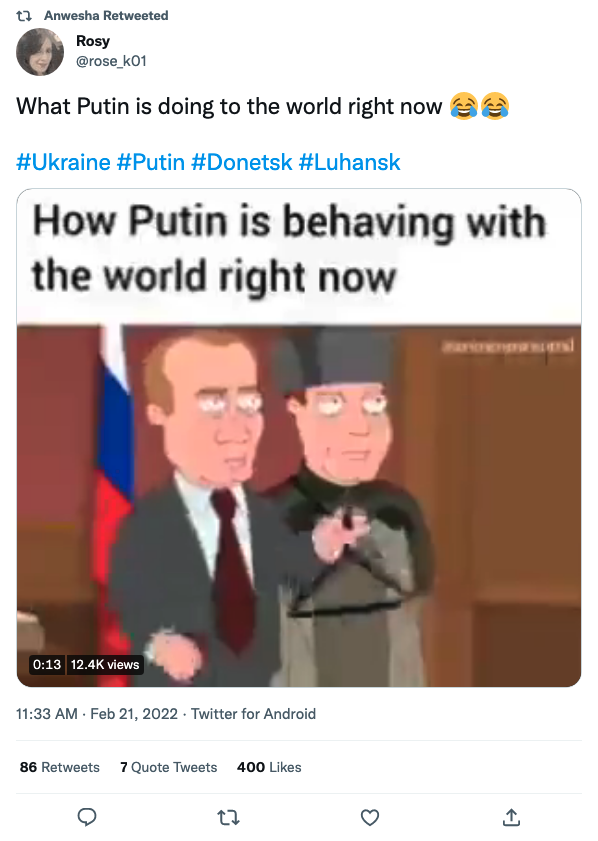 Anwesha Retweeted
Rosy
@rose_k01
What Putin is doing to the world right now 😂😂
#Ukraine #Putin #Donetsk #Luhansk
How Putin is behaving with
the world right now
0:13 12.4K views
11:33 AM · Feb 21, 2022 · Twitter for Android
86 Retweets 7 Quote Tweets 400 Likes